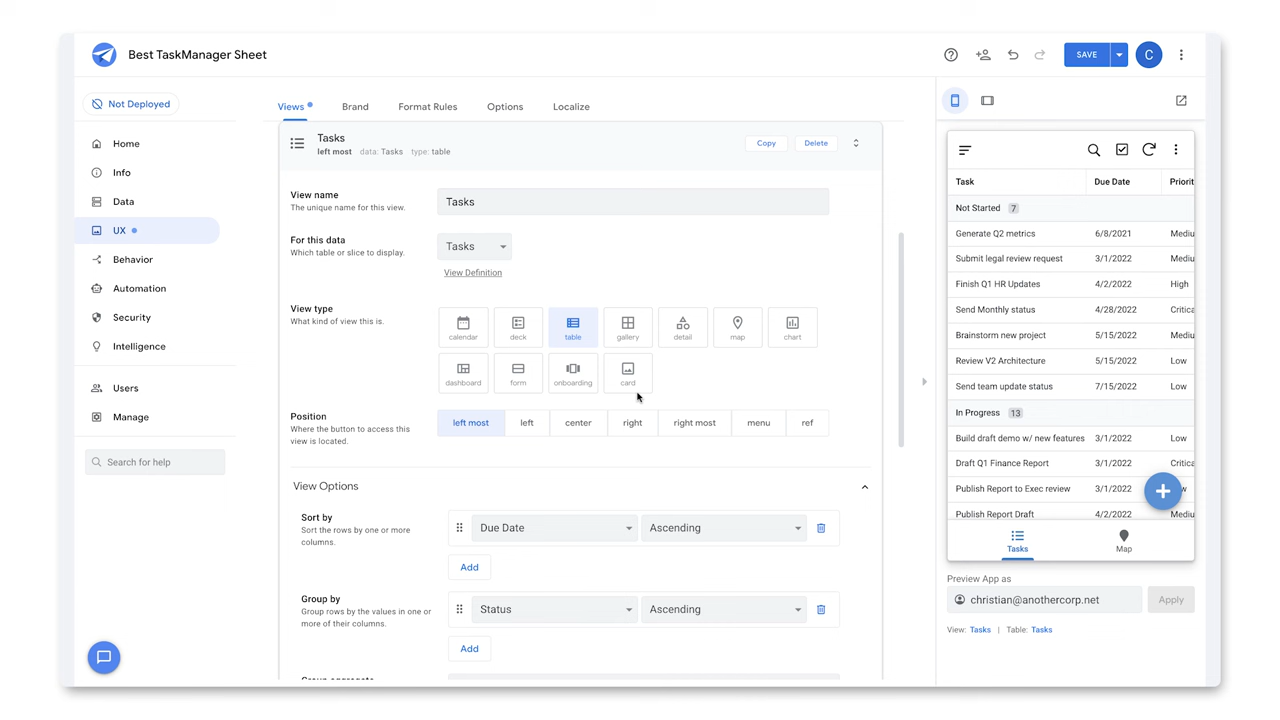 Best TaskManager Sheet
SAVE
C
Not Deployed
Home
Info
Data
UX
Behavior
Automation
Security
Intelligence
Users
Manage
Search for help
Views
Brand
Format Rules
Options
Localize
Tasks
left most data: Tasks type: table
Copy
Delete
View name
The unique name for this view.
Tasks
For this data
Which table or slice to display.
Tasks
View Definition
View type
What kind of view this is.
calendar
deck
table
gallery
detail
map
chart
dashboard
form
onboarding
card
Position
Where the button to access this
view is located.
left most
left
center
right
right most
menu
ref
View Options
Sort by
Sort the rows by one or more
columns.
Due Date
Ascending
Add
Group by
Group rows by the values in one or
more of their columns.
Status
Ascending
Add
Task Due Date Priorit
Not Started 7
Generate Q2 metrics 6/8/2021 Mediu
Submit legal review request 3/1/2022 Mediu
Finish Q1 HR Updates 4/2/2022 High
Send Monthly status 4/28/2022 Critica
Brainstorm new project 5/15/2022 Mediu
Review V2 Architecture 5/15/2022 Low
Send team update status 7/15/2022 Low
In Progress 13
Build draft demo w/ new features 3/1/2022 Low
Draft Q1 Finance Report 3/1/2022 Critica
Publish Report to Exec review 3/1/2022
Publish Report Draft 4/2/2022 Mediu
Tasks
Map
Preview App as
christian@anothercorp.net
Apply
View: Tasks | Table: Tasks